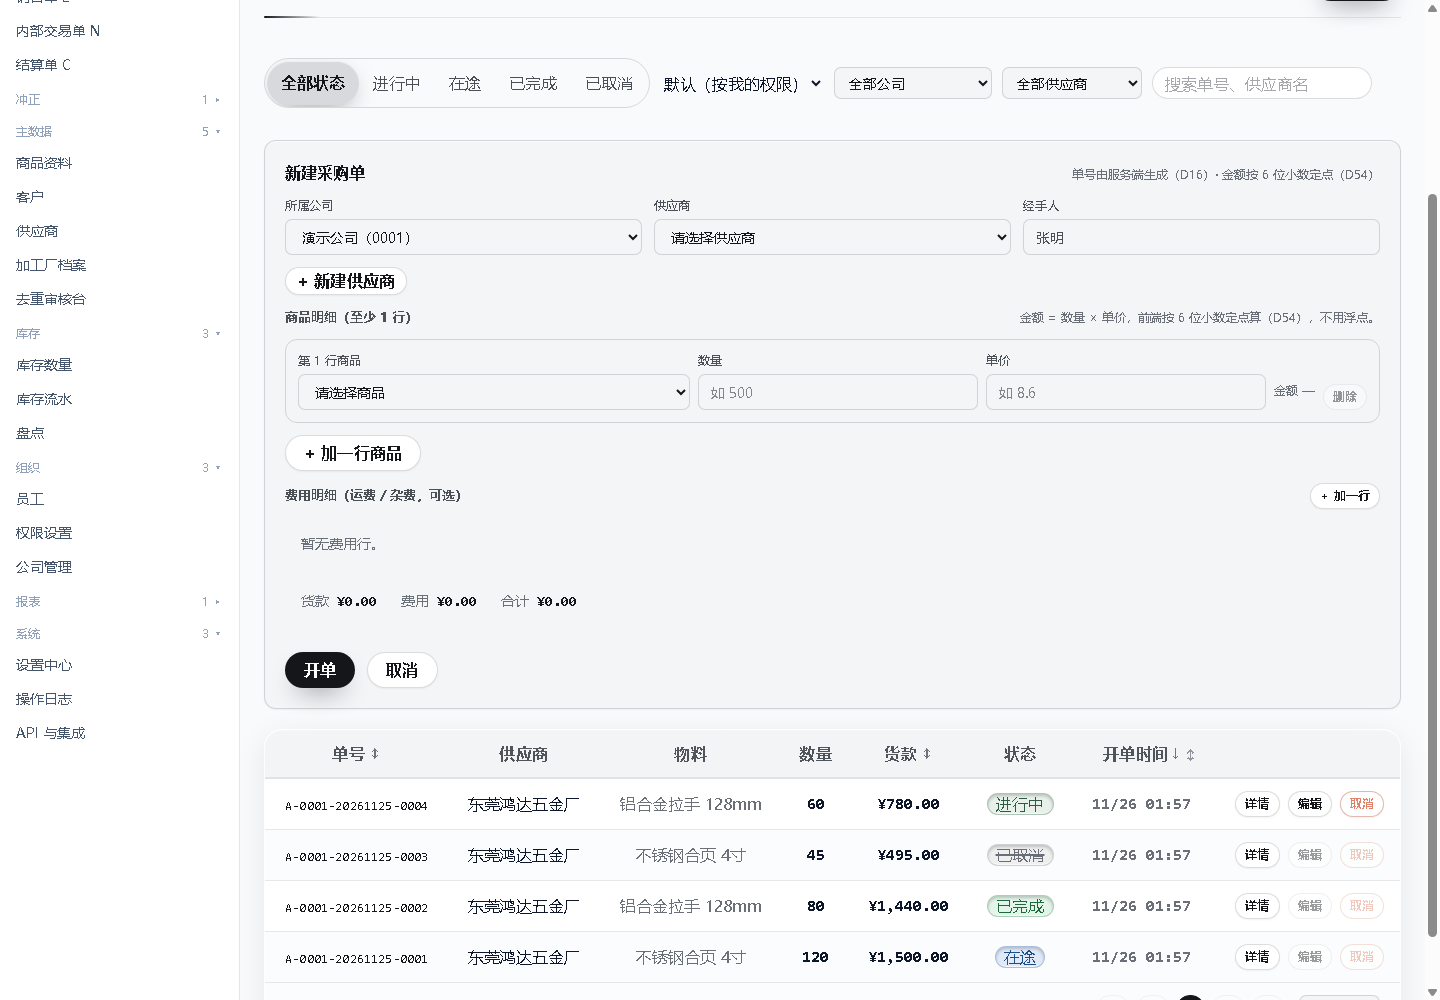 内部交易单 N
结算单 C
冲正 1
主数据 5
商品资料
客户
供应商
加工厂档案
去重审核台
库存 3
库存数量
库存流水
盘点
组织 3
员工
权限设置
公司管理
报表 1
系统 3
设置中心
操作日志
API 与集成
全部状态 进行中 在途 已完成 已取消 默认（按我的权限） 全部公司 全部供应商 搜索单号、供应商名
新建采购单 单号由服务端生成（D16）· 金额按 6 位小数定点（D54）
所属公司 供应商 经手人
演示公司（0001） 请选择供应商 张明
+ 新建供应商
商品明细（至少 1 行） 金额 = 数量 × 单价，前端按 6 位小数定点算（D54），不用浮点。
第 1 行商品 数量 单价
请选择商品 如 500 如 8.6 金额 — 删除
+ 加一行商品
费用明细（运费 / 杂费，可选） + 加一行
暂无费用行。
货款 ¥0.00 费用 ¥0.00 合计 ¥0.00
开单 取消
单号 ↕ 供应商 物料 数量 货款 ↕ 状态 开单时间 ↓ ↕
A-0001-20261125-0004 东莞鸿达五金厂 铝合金拉手 128mm 60 ¥780.00 进行中 11/26 01:57 详情 编辑 取消
A-0001-20261125-0003 东莞鸿达五金厂 不锈钢合页 4寸 45 ¥495.00 已取消 11/26 01:57 详情 编辑 取消
A-0001-20261125-0002 东莞鸿达五金厂 铝合金拉手 128mm 80 ¥1,440.00 已完成 11/26 01:57 详情 编辑 取消
A-0001-20261125-0001 东莞鸿达五金厂 不锈钢合页 4寸 120 ¥1,500.00 在途 11/26 01:57 详情 编辑 取消